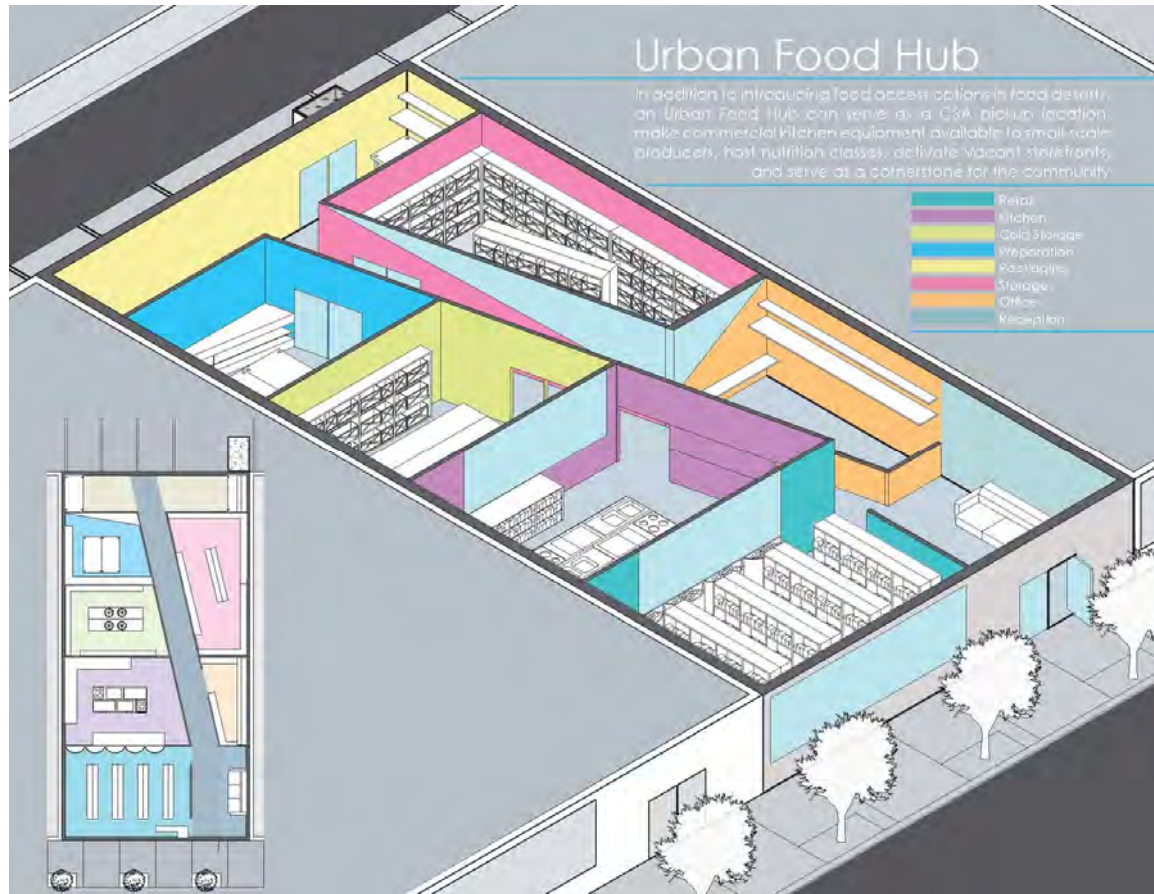 Urban Food Hub
In addition to introducing food access options in food deserts,
an Urban Food Hub can serve as a CSA pickup location,
make commercial kitchen equipment available to small scale
producers, host nutrition classes, activate vacant storefronts,
and serve as a cornerstone for the community
Retail
Kitchen
Cold Storage
Preparation
Packaging
Storage
Office
Reception